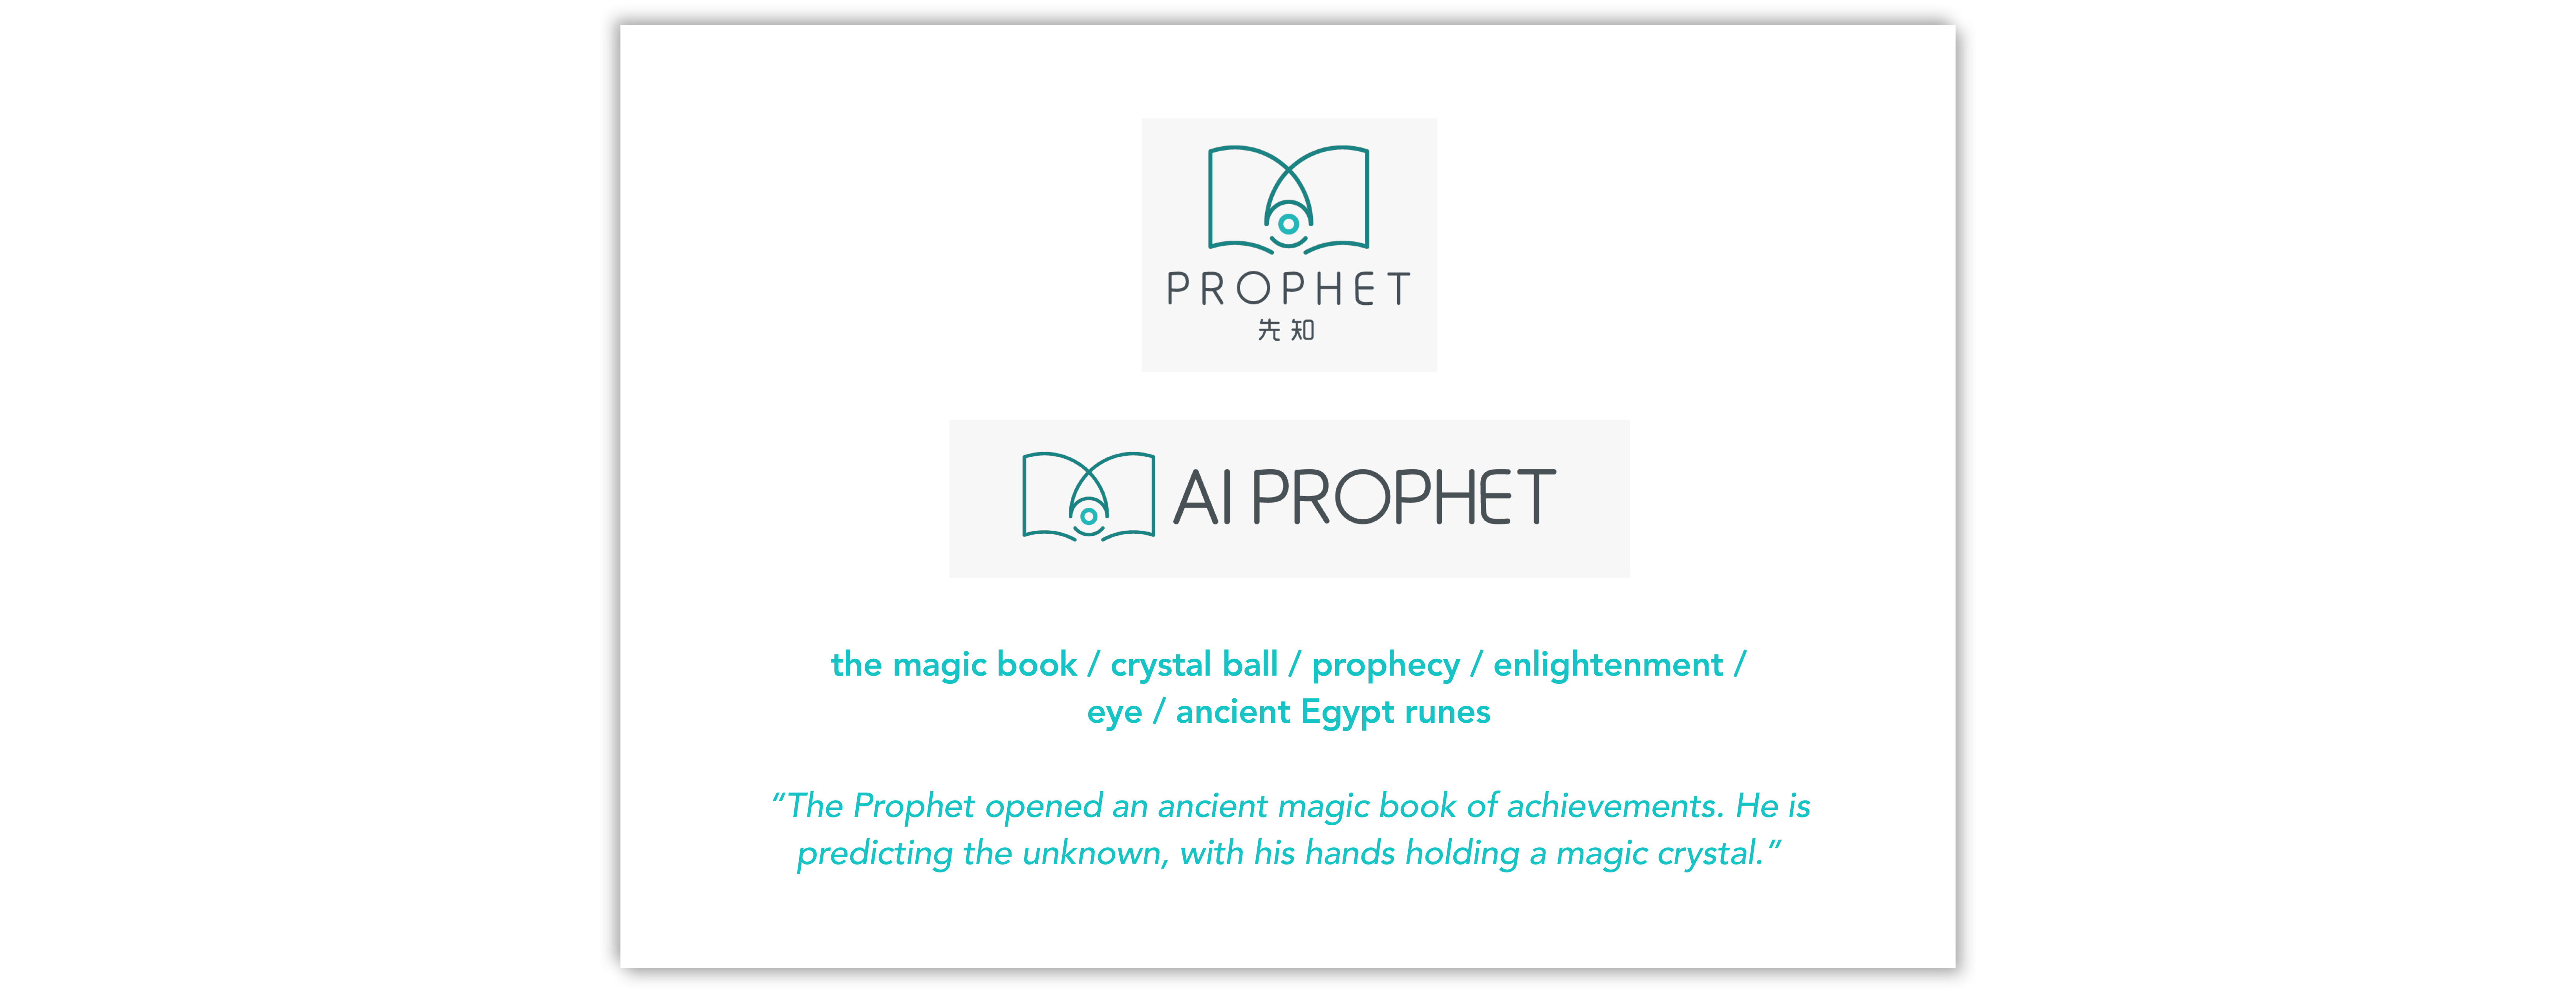 PROPHET
先知
AI PROPHET
the magic book / crystal ball / prophecy / enlightenment /
eye / ancient Egypt runes
“The Prophet opened an ancient magic book of achievements. He is
predicting the unknown, with his hands holding a magic crystal.”